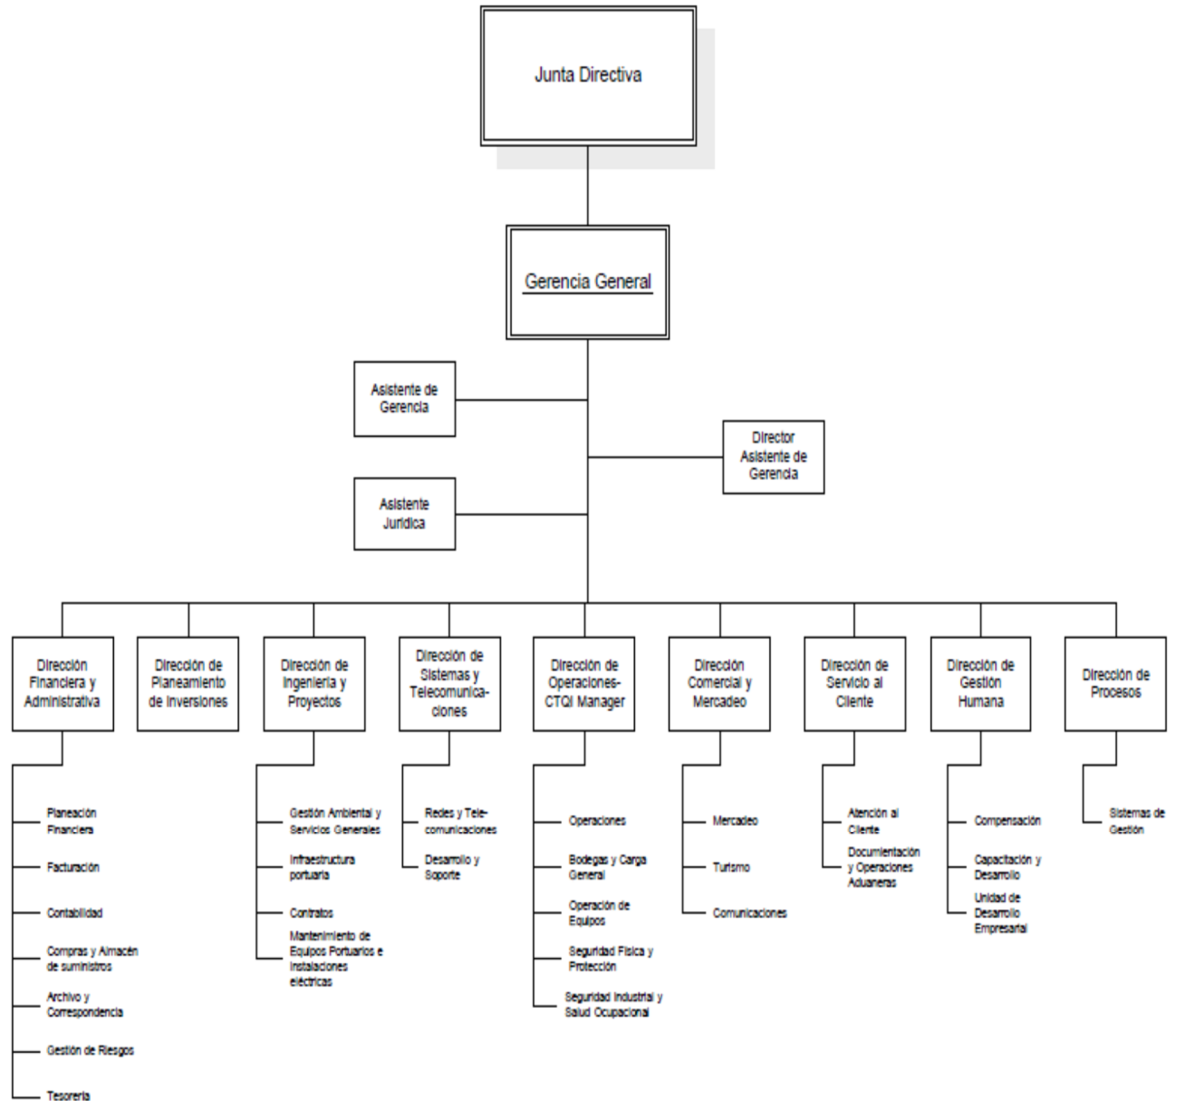 Junta Directiva
Gerencia General
Asistente de
Gerencia
Director
Asistente de
Gerencia
Asistente
Jurídica
Dirección
Financiera y
Administrativa
Dirección de
Planeamiento
de Inversiones
Dirección de
Ingeniería y
Proyectos
Dirección de
Sistemas y
Telecomunica-
ciones
Dirección de
Operaciones-
CTQI Manager
Dirección
Comercial y
Mercadeo
Dirección de
Servicio al
Cliente
Dirección de
Gestión
Humana
Dirección de
Procesos
Planeación
Financiera
Facturación
Contabilidad
Compras y Almacén
de suministros
Archivo y
Correspondencia
Gestión de Riesgos
Tesorería
Gestión Ambiental y
Servicios Generales
Infraestructura
portuaria
Contratos
Mantenimiento de
Equipos Portuarios e
Instalaciones
eléctricas
Redes y Tele-
comunicaciones
Desarrollo y
Soporte
Operaciones
Bodegas y Carga
General
Operación de
Equipos
Seguridad Física y
Protección
Seguridad Industrial y
Salud Ocupacional
Mercadeo
Turismo
Comunicaciones
Atención al
Cliente
Documentación
y Operaciones
Aduaneras
Compensación
Capacitación y
Desarrollo
Unidad de
Desarrollo
Empresarial
Sistemas de
Gestión